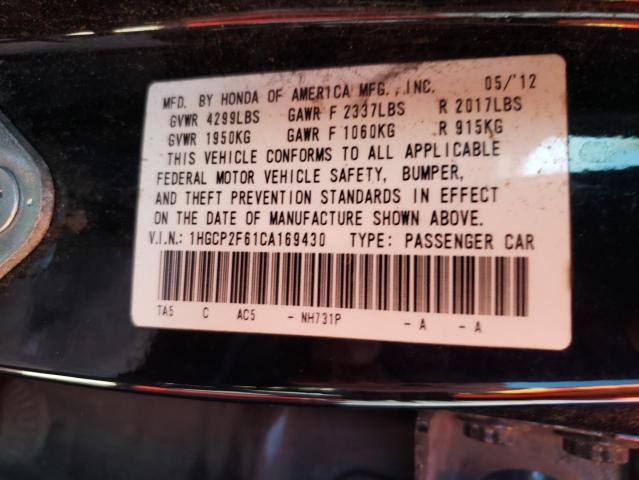 MFD. BY HONDA OF AMERICA MFG., INC. 05/'12
GVWR 4299LBS GAWR F 2337LBS R 2017LBS
GVWR 1950KG GAWR F 1060KG R 915KG
THIS VEHICLE CONFORMS TO ALL APPLICABLE
FEDERAL MOTOR VEHICLE SAFETY, BUMPER,
AND THEFT PREVENTION STANDARDS IN EFFECT
ON THE DATE OF MANUFACTURE SHOWN ABOVE.
V.I.N.: 1HGCP2F61CA169430 TYPE: PASSENGER CAR
TA5 C AC5 - NH731P - A - A